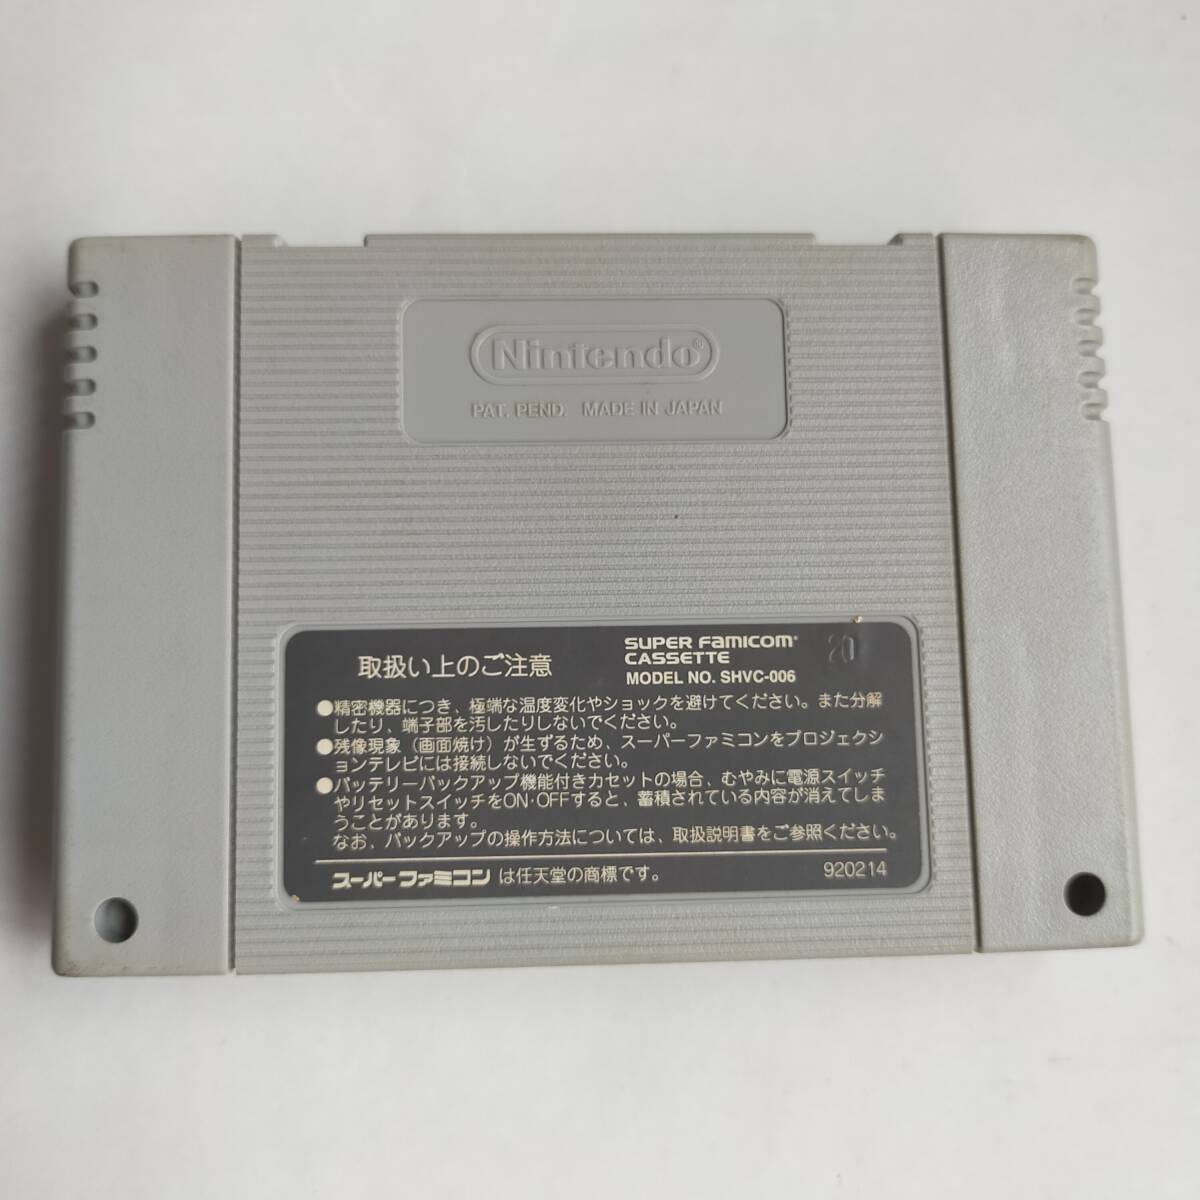 Nintendo®
PAT. PEND. MADE IN JAPAN
取扱い上のご注意
SUPER FAMICOM®
CASSETTE
MODEL NO. SHVC-006
20
●精密機器につき、極端な温度変化やショックを避けてください。また分解
したり、端子部を汚したりしないでください。
●残像現象（画面焼け）が生ずるため、スーパーファミコンをプロジェクシ
ョンテレビには接続しないでください。
●バッテリーバックアップ機能付きカセットの場合、むやみに電源スイッチ
やリセットスイッチをON·OFFすると、蓄積されている内容が消えてしま
うことがあります。
なお、バックアップの操作方法については、取扱説明書をご参照ください。
スーパーファミコン は任天堂の商標です。
920214